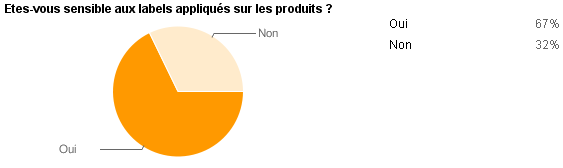 Etes-vous sensible aux labels appliqués sur les produits ?
Oui 67%
Non 32%
Non
Oui